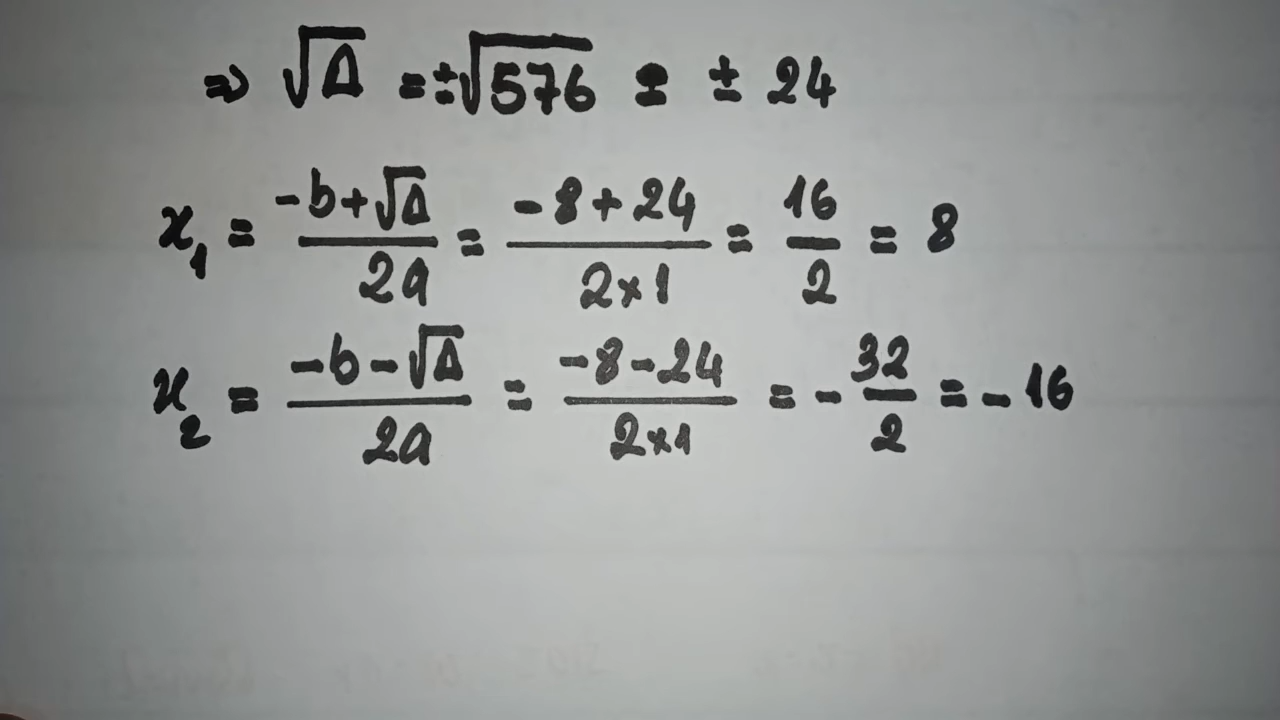 ⇒ √Δ = ±√576 = ± 24
x₁ = (-b+√Δ)/(2a) = (-8+24)/(2×1) = 16/2 = 8
x₂ = (-b-√Δ)/(2a) = (-8-24)/(2×1) = -32/2 = -16